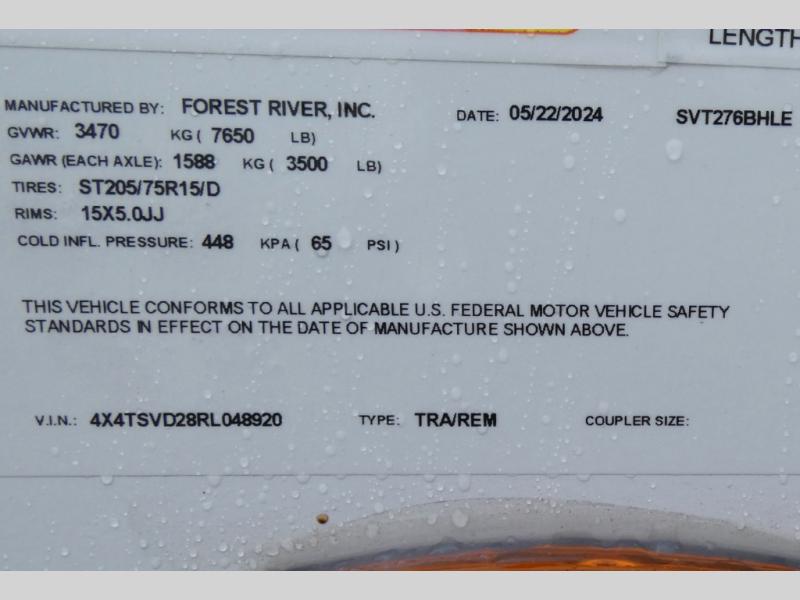 LENGTH
MANUFACTURED BY: FOREST RIVER, INC. DATE: 05/22/2024 SVT276BHLE
GVWR: 3470 KG ( 7650 LB)
GAWR (EACH AXLE): 1588 KG ( 3500 LB)
TIRES: ST205/75R15/D
RIMS: 15X5.0JJ
COLD INFL. PRESSURE: 448 KPA ( 65 PSI )
THIS VEHICLE CONFORMS TO ALL APPLICABLE U.S. FEDERAL MOTOR VEHICLE SAFETY
STANDARDS IN EFFECT ON THE DATE OF MANUFACTURE SHOWN ABOVE.
V.I.N.: 4X4TSVD28RL048920 TYPE: TRA/REM COUPLER SIZE: